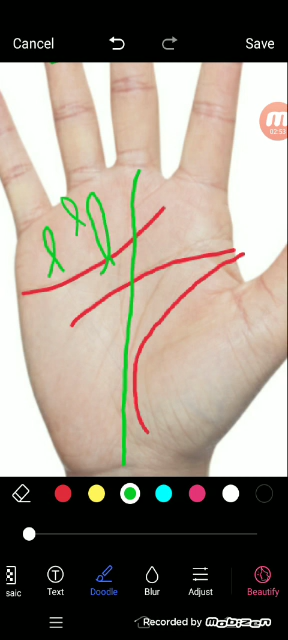 Cancel
Save
02:53
saic
Text
Doodle
Blur
Adjust
Beautify
Recorded by mobizen